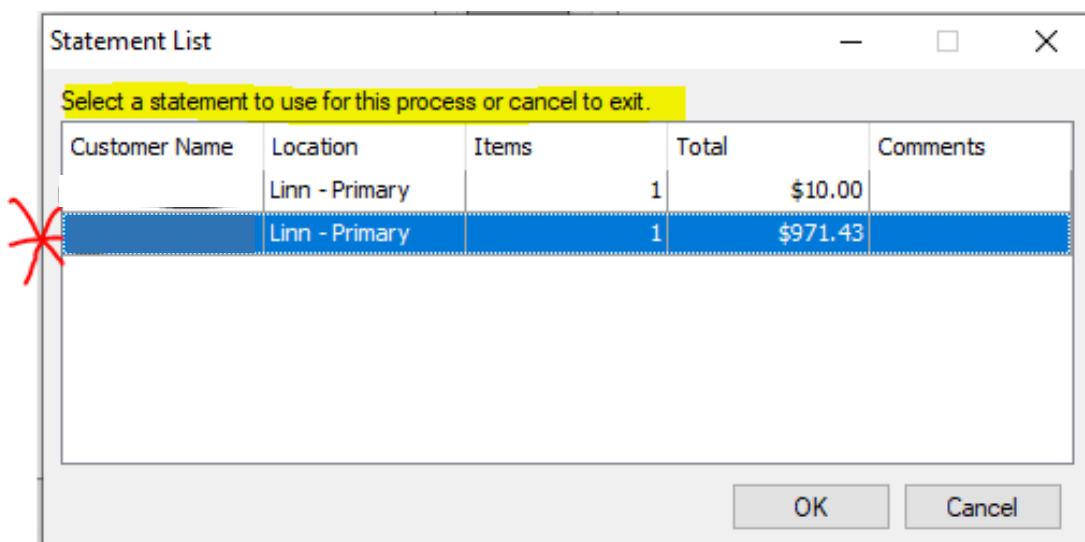 Statement List
Select a statement to use for this process or cancel to exit.
Customer Name Location Items Total Comments
Linn - Primary 1 $10.00
Linn - Primary 1 $971.43
OK Cancel